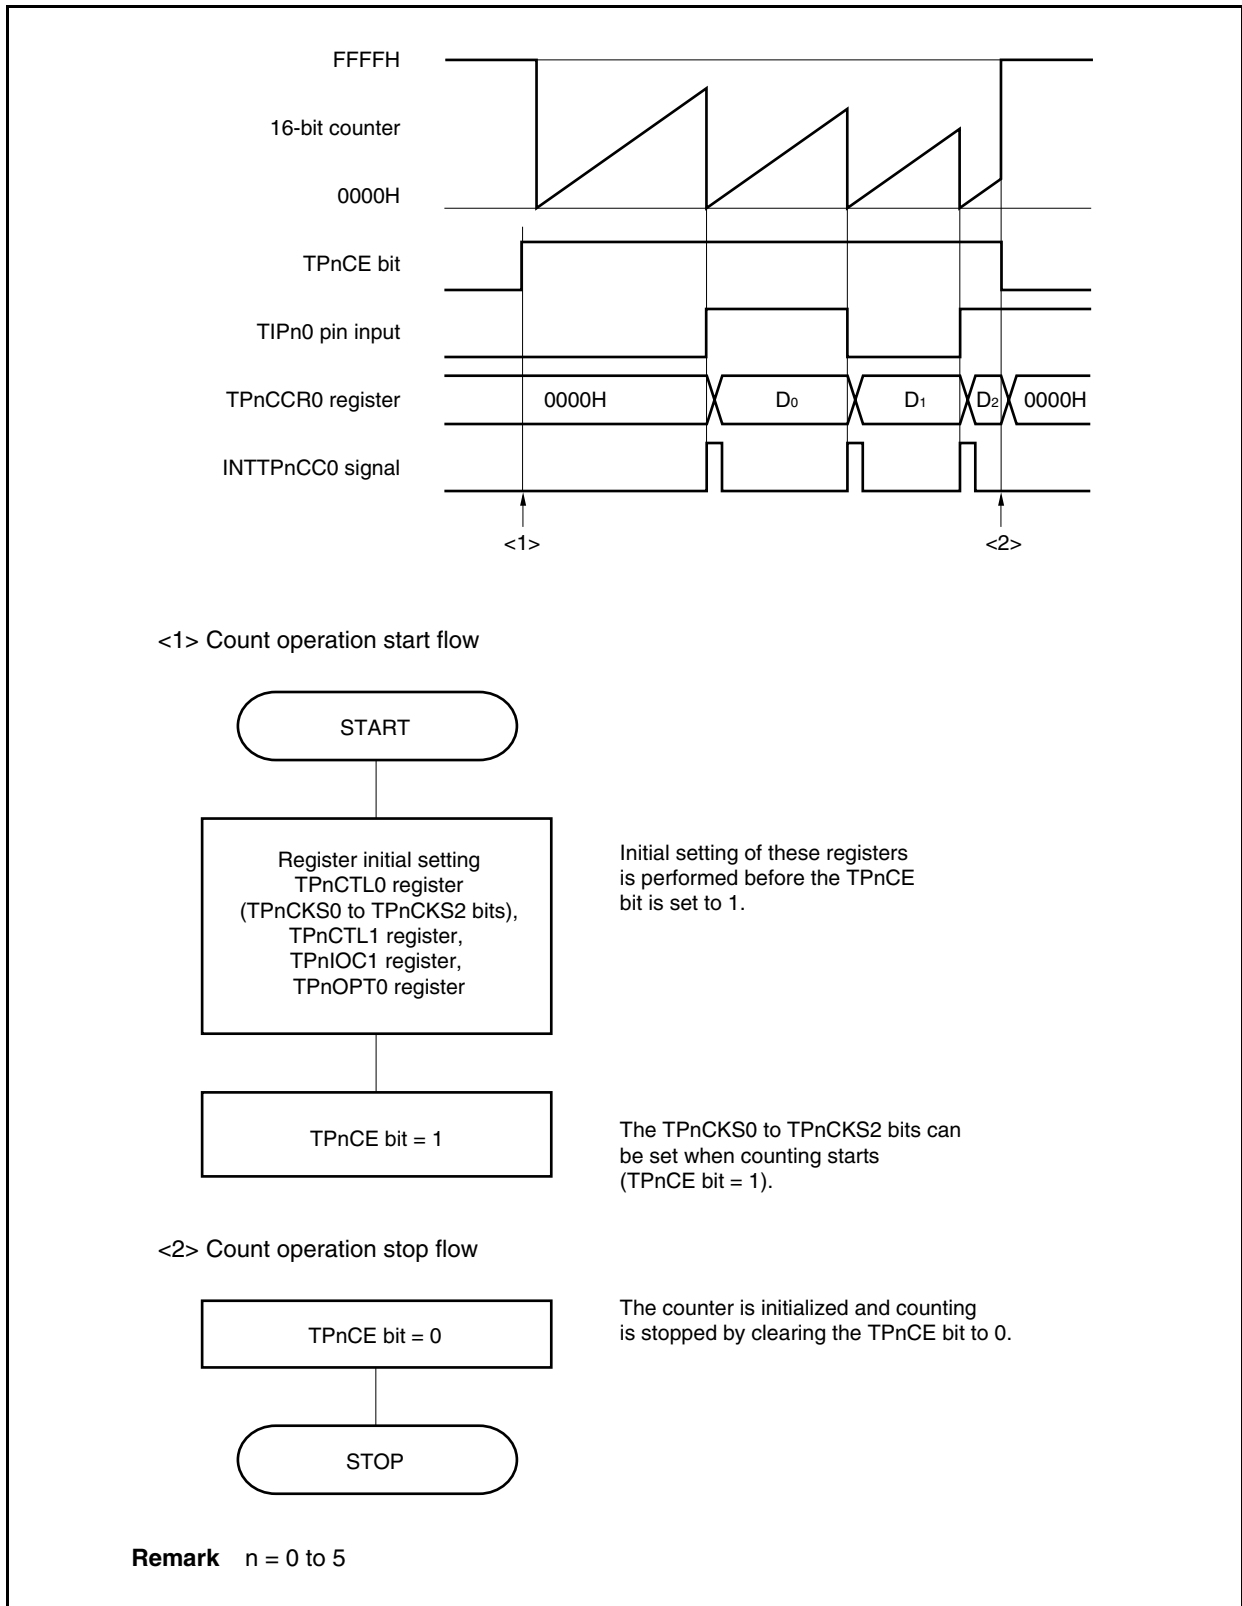 FFFFH
16-bit counter
0000H
TPnCE bit
TIPn0 pin input
TPnCCR0 register
0000H
D0
D1
D2
0000H
INTTPnCC0 signal
<1>
<2>
<1> Count operation start flow
START
Register initial setting
TPnCTL0 register
(TPnCKS0 to TPnCKS2 bits),
TPnCTL1 register,
TPnIOC1 register,
TPnOPT0 register
Initial setting of these registers
is performed before the TPnCE
bit is set to 1.
TPnCE bit = 1
The TPnCKS0 to TPnCKS2 bits can
be set when counting starts
(TPnCE bit = 1).
<2> Count operation stop flow
TPnCE bit = 0
The counter is initialized and counting
is stopped by clearing the TPnCE bit to 0.
STOP
Remark n = 0 to 5